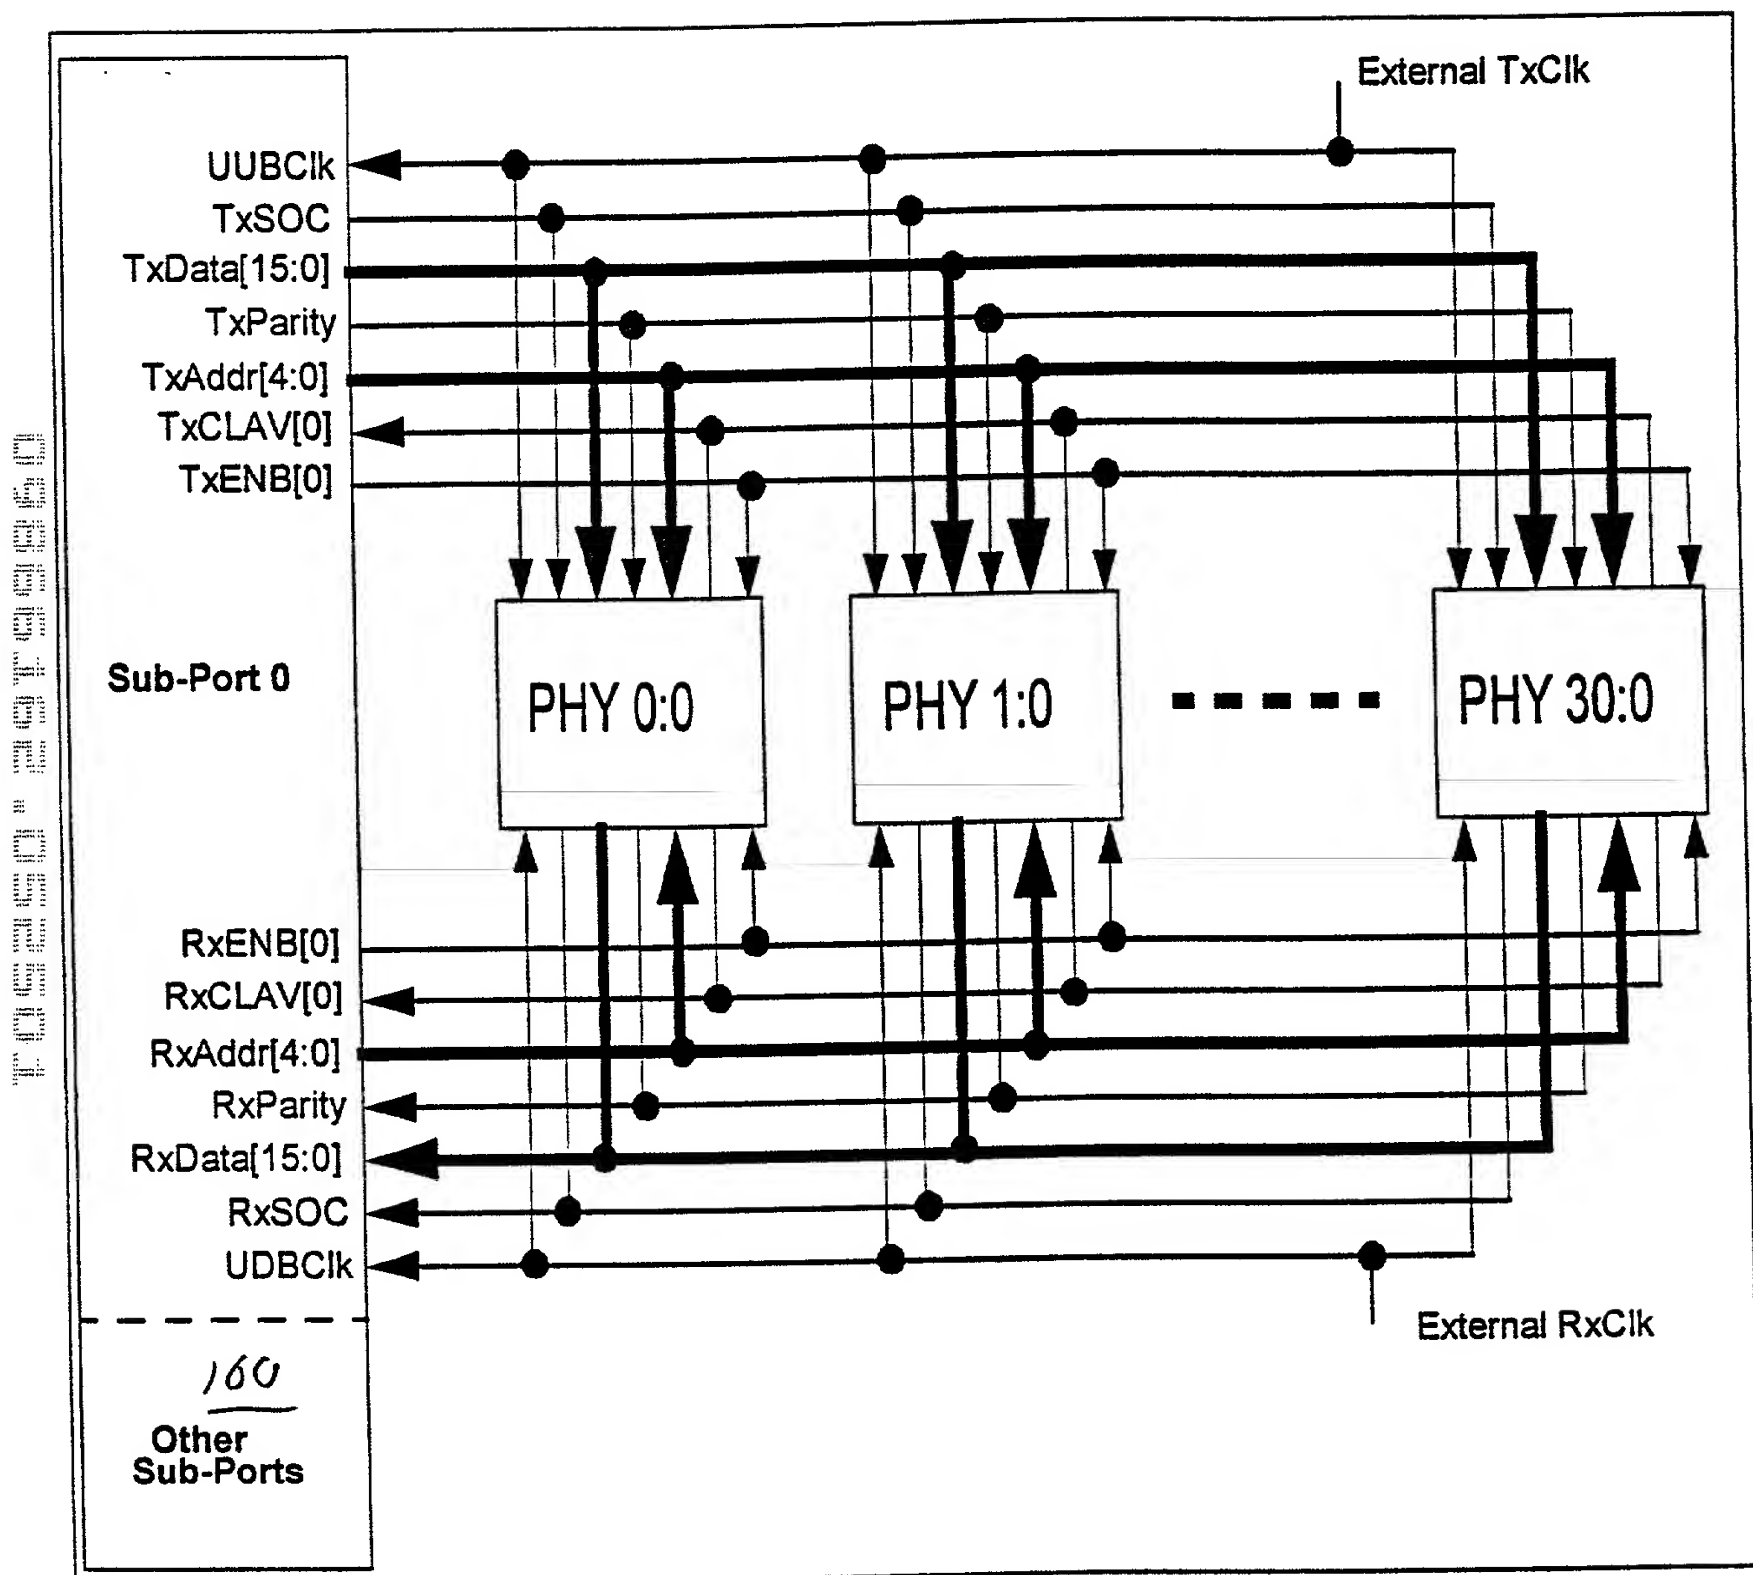 External TxClk
UUBClk
TxSOC
TxData[15:0]
TxParity
TxAddr[4:0]
TxCLAV[0]
TxENB[0]
Sub-Port 0
PHY 0:0
PHY 1:0
PHY 30:0
RxENB[0]
RxCLAV[0]
RxAddr[4:0]
RxParity
RxData[15:0]
RxSOC
UDBClk
External RxClk
160
Other
Sub-Ports